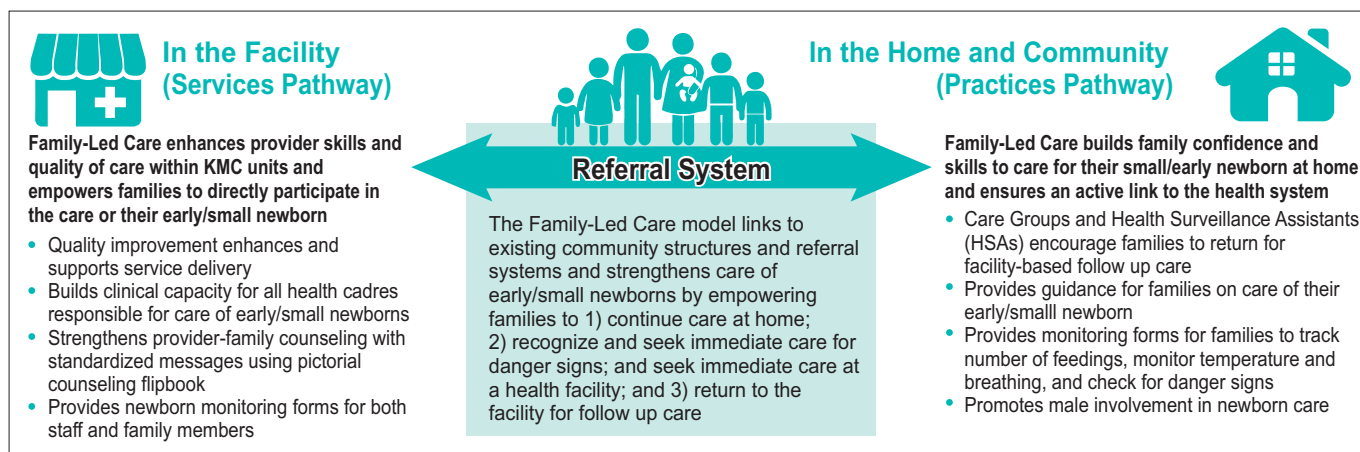 In the Facility
(Services Pathway)
Family-Led Care enhances provider skills and
quality of care within KMC units and
empowers families to directly participate in
the care or their early/small newborn
• Quality improvement enhances and
supports service delivery
• Builds clinical capacity for all health cadres
responsible for care of early/small newborns
• Strengthens provider-family counseling with
standardized messages using pictorial
counseling flipbook
• Provides newborn monitoring forms for both
staff and family members
Referral System
The Family-Led Care model links to
existing community structures and referral
systems and strengthens care of
early/small newborns by empowering
families to 1) continue care at home;
2) recognize and seek immediate care for
danger signs; and seek immediate care at
a health facility; and 3) return to the
facility for follow up care
In the Home and Community
(Practices Pathway)
Family-Led Care builds family confidence and
skills to care for their small/early newborn at home
and ensures an active link to the health system
• Care Groups and Health Surveillance Assistants
(HSAs) encourage families to return for
facility-based follow up care
• Provides guidance for families on care of their
early/smalll newborn
• Provides monitoring forms for families to track
number of feedings, monitor temperature and
breathing, and check for danger signs
• Promotes male involvement in newborn care